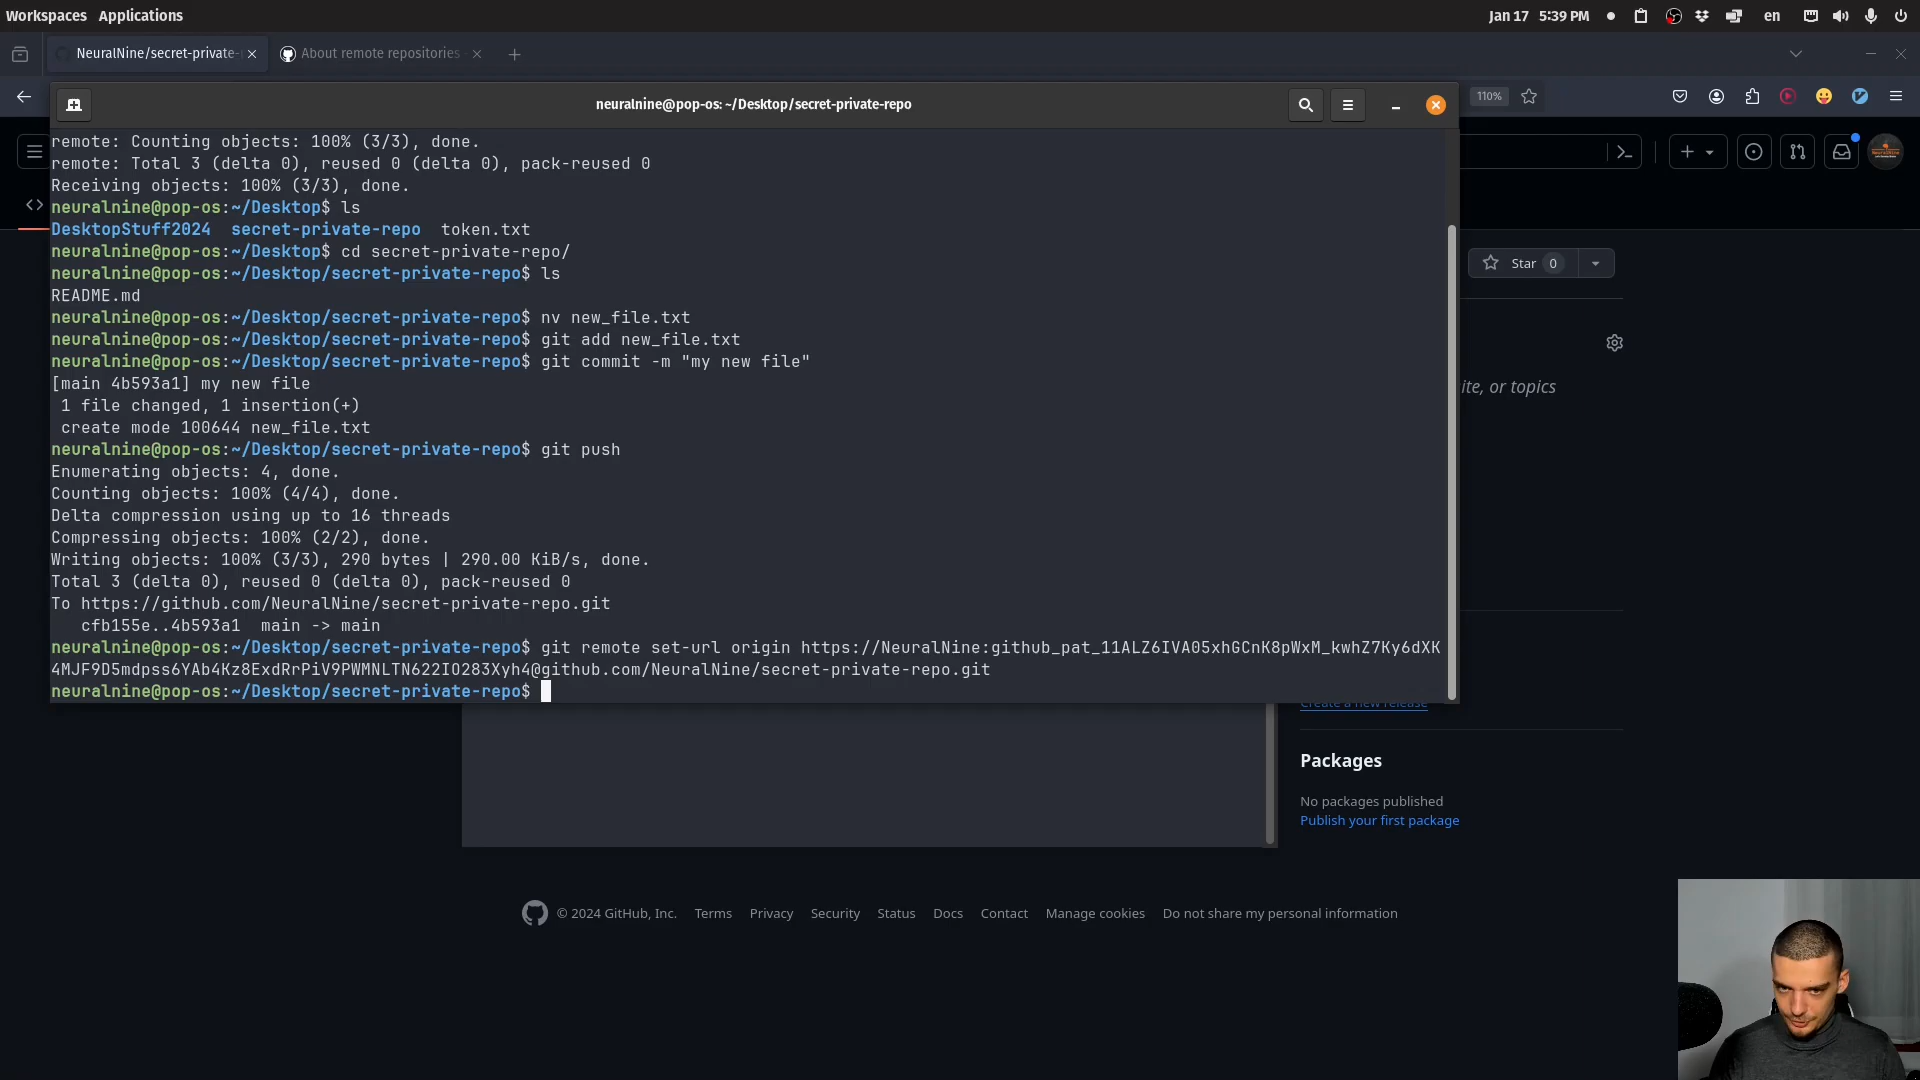 Workspaces Applications
Jan 17 5:39 PM
en
NeuralNine/secret-private-
About remote repositories
neuralnine@pop-os: ~/Desktop/secret-private-repo
110%
remote: Counting objects: 100% (3/3), done.
remote: Total 3 (delta 0), reused 0 (delta 0), pack-reused 0
Receiving objects: 100% (3/3), done.
neuralnine@pop-os:~/Desktop$ ls
DesktopStuff2024 secret-private-repo token.txt
neuralnine@pop-os:~/Desktop$ cd secret-private-repo/
neuralnine@pop-os:~/Desktop/secret-private-repo$ ls
README.md
neuralnine@pop-os:~/Desktop/secret-private-repo$ nv new_file.txt
neuralnine@pop-os:~/Desktop/secret-private-repo$ git add new_file.txt
neuralnine@pop-os:~/Desktop/secret-private-repo$ git commit -m "my new file"
[main 4b593a1] my new file
1 file changed, 1 insertion(+)
create mode 100644 new_file.txt
neuralnine@pop-os:~/Desktop/secret-private-repo$ git push
Enumerating objects: 4, done.
Counting objects: 100% (4/4), done.
Delta compression using up to 16 threads
Compressing objects: 100% (2/2), done.
Writing objects: 100% (3/3), 290 bytes | 290.00 KiB/s, done.
Total 3 (delta 0), reused 0 (delta 0), pack-reused 0
To https://github.com/NeuralNine/secret-private-repo.git
cfb155e..4b593a1 main -> main
neuralnine@pop-os:~/Desktop/secret-private-repo$ git remote set-url origin https://NeuralNine:github_pat_11ALZ6IVA05xhGCnK8pWxM_kwhZ7Ky6dXK
4MJF9D5mdpss6YAb4Kz8ExdRrPiV9PWMNLTN622IO283Xyh4@github.com/NeuralNine/secret-private-repo.git
neuralnine@pop-os:~/Desktop/secret-private-repo$
Star 0
ite, or topics
Create a new release
Packages
No packages published
Publish your first package
© 2024 GitHub, Inc. Terms Privacy Security Status Docs Contact Manage cookies Do not share my personal information